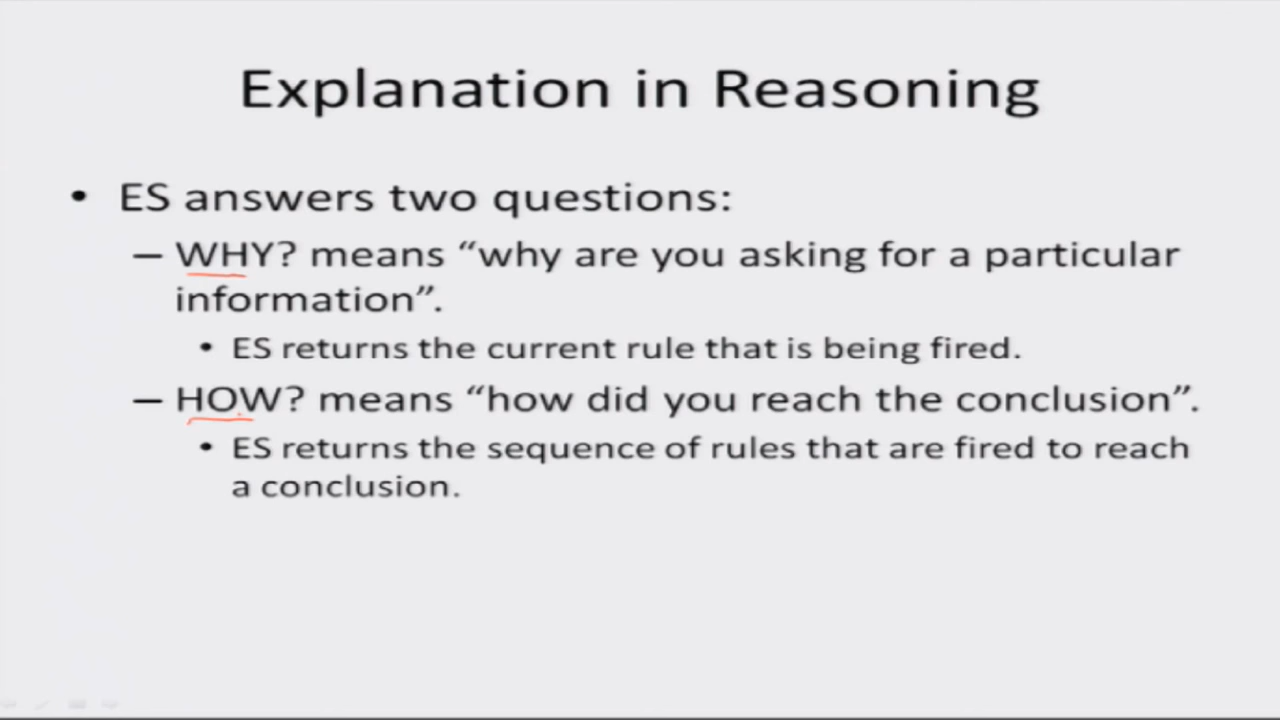 Explanation in Reasoning
• ES answers two questions:
– WHY? means “why are you asking for a particular
information”.
• ES returns the current rule that is being fired.
– HOW? means “how did you reach the conclusion”.
• ES returns the sequence of rules that are fired to reach
a conclusion.